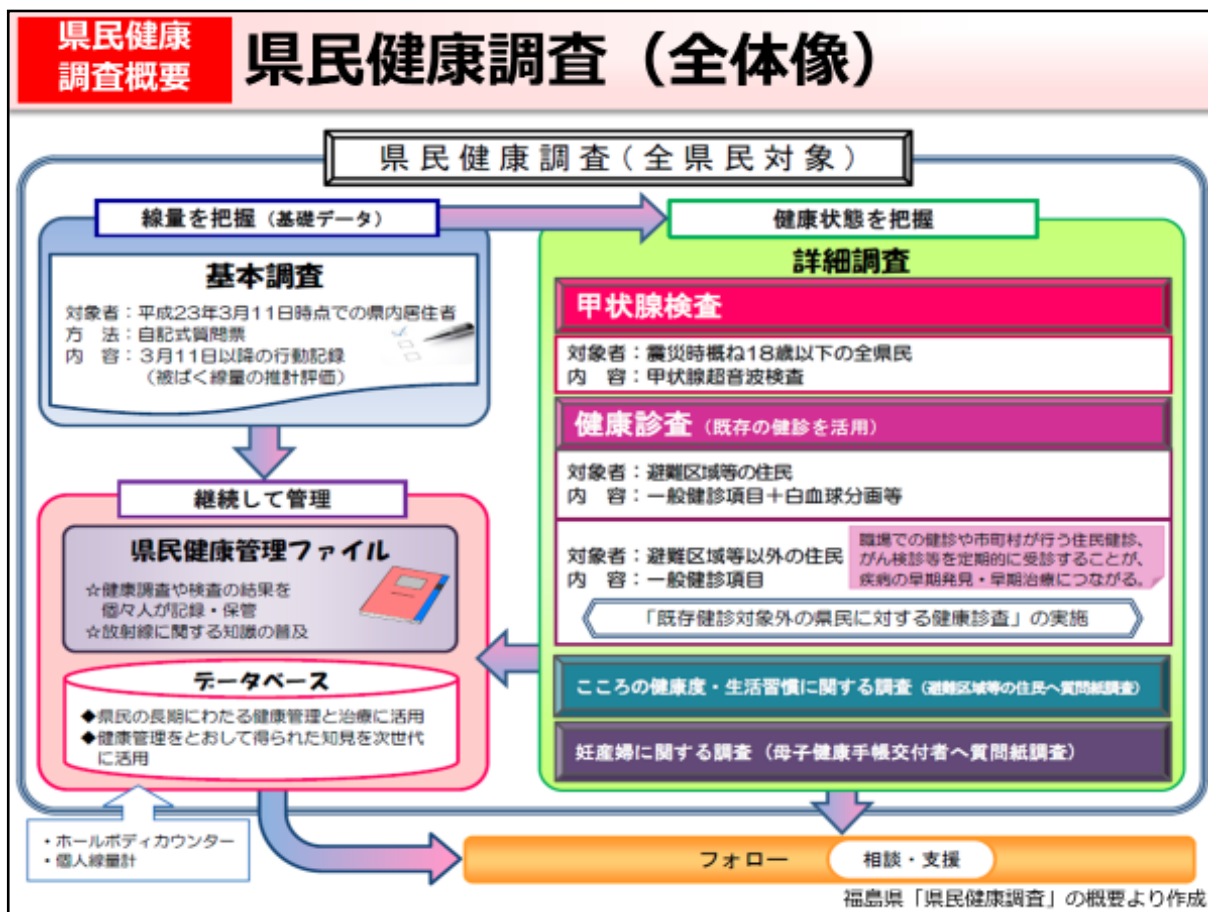 県民健康
調査概要
県民健康調査（全体像）
県民健康調査（全県民対象）
線量を把握（基礎データ）
基本調査
対象者：平成23年3月11日時点での県内居住者
方　法：自記式質問票
内　容：3月11日以降の行動記録
（被ばく線量の推計評価）
継続して管理
県民健康管理ファイル
☆健康調査や検査の結果を
個々人が記録・保管
☆放射線に関する知識の普及
データベース
◆県民の長期にわたる健康管理と治療に活用
◆健康管理をとおして得られた知見を次世代
に活用
・ホールボディカウンター
・個人線量計
健康状態を把握
詳細調査
甲状腺検査
対象者：震災時概ね18歳以下の全県民
内　容：甲状腺超音波検査
健康診査（既存の健診を活用）
対象者：避難区域等の住民
内　容：一般健診項目＋白血球分画等
対象者：避難区域等以外の住民
内　容：一般健診項目
職場での健診や市町村が行う住民健診、
がん検診等を定期的に受診することが、
疾病の早期発見・早期治療につながる。
「既存健診対象外の県民に対する健康診査」の実施
こころの健康度・生活習慣に関する調査（避難区域等の住民へ質問紙調査）
妊産婦に関する調査（母子健康手帳交付者へ質問紙調査）
フォロー　相談・支援
福島県「県民健康調査」の概要より作成